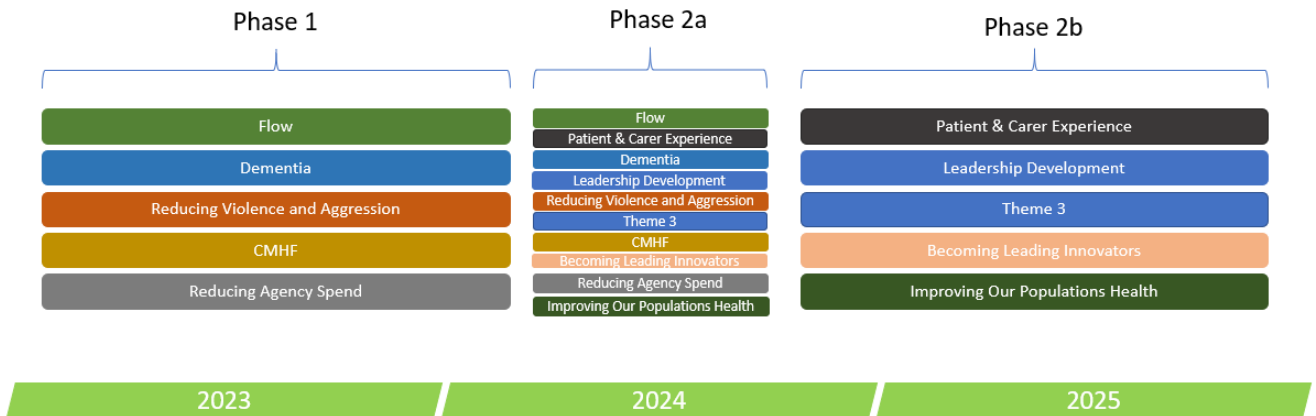 Phase 1
Phase 2a
Phase 2b
Flow
Dementia
Reducing Violence and Aggression
CMHF
Reducing Agency Spend
Flow
Patient & Carer Experience
Dementia
Leadership Development
Reducing Violence and Aggression
Theme 3
CMHF
Becoming Leading Innovators
Reducing Agency Spend
Improving Our Populations Health
Patient & Carer Experience
Leadership Development
Theme 3
Becoming Leading Innovators
Improving Our Populations Health
2023
2024
2025